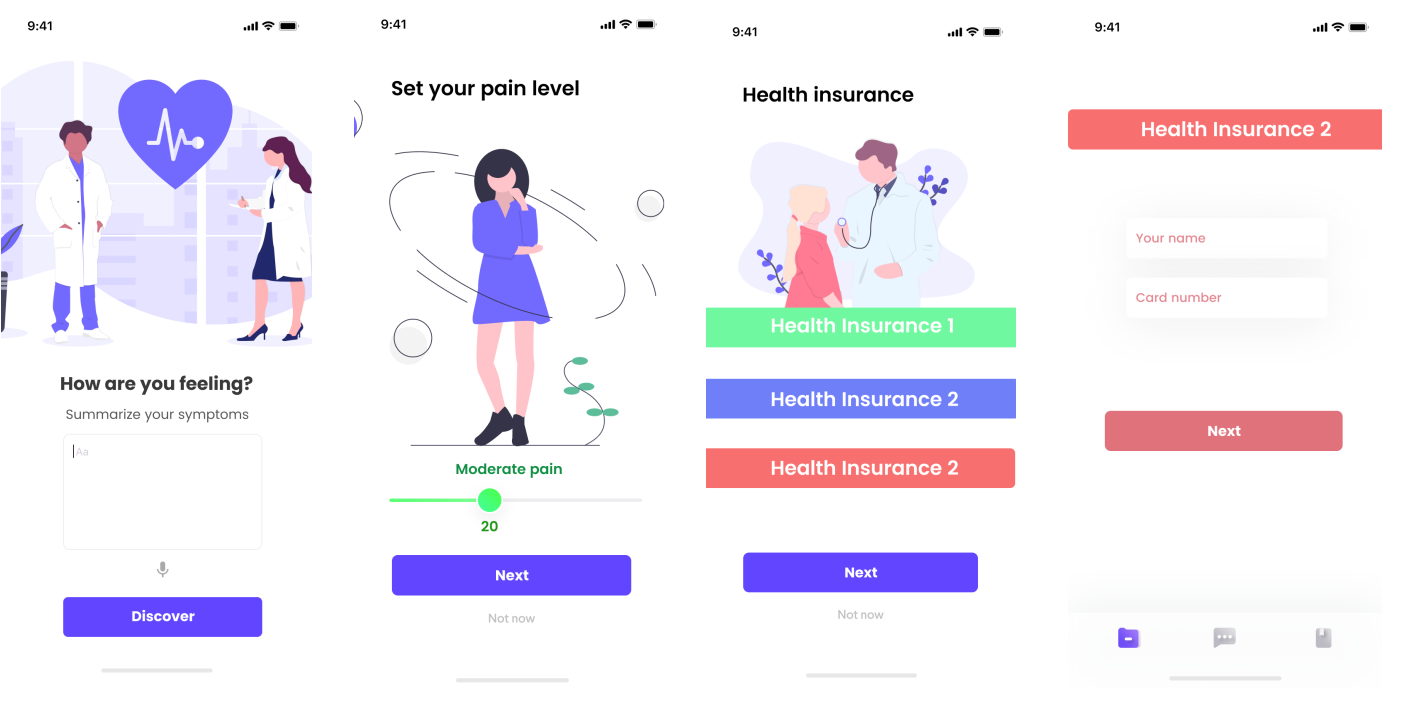 9:41
How are you feeling?
Summarize your symptoms
Aa
Discover
9:41
Set your pain level
Moderate pain
20
Next
Not now
9:41
Health insurance
Health Insurance 1
Health Insurance 2
Health Insurance 2
Next
Not now
9:41
Health Insurance 2
Your name
Card number
Next